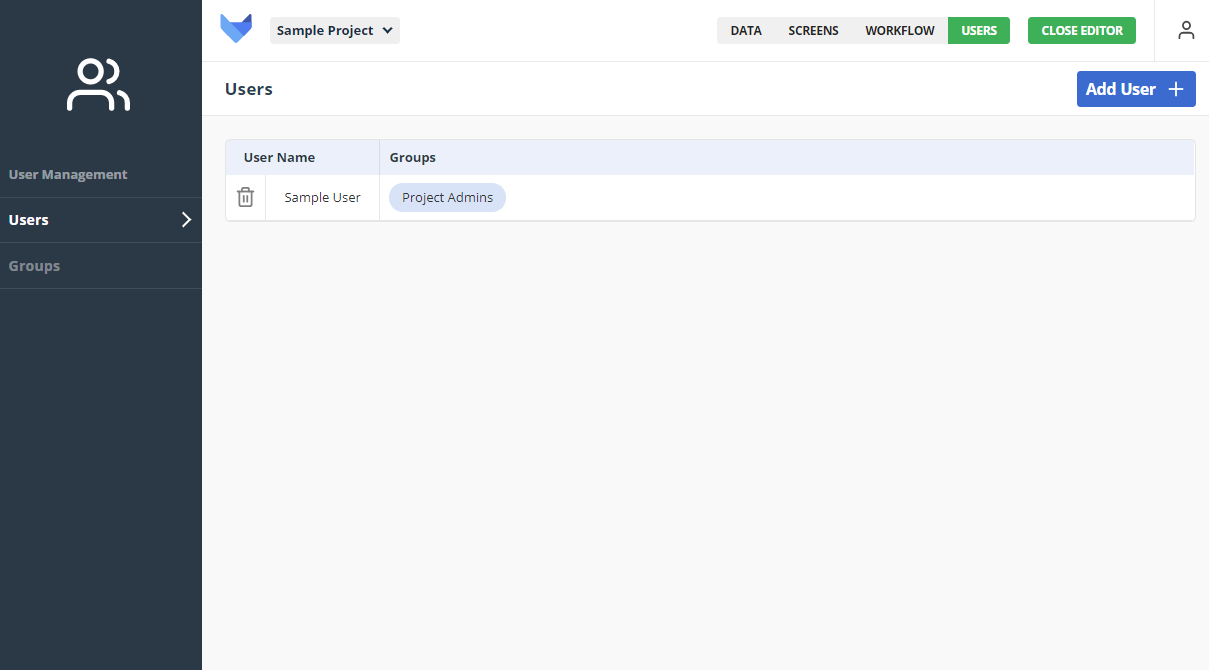 Sample Project
DATA SCREENS WORKFLOW USERS CLOSE EDITOR
Users
Add User
User Management
Users
Groups
User Name Groups
Sample User Project Admins